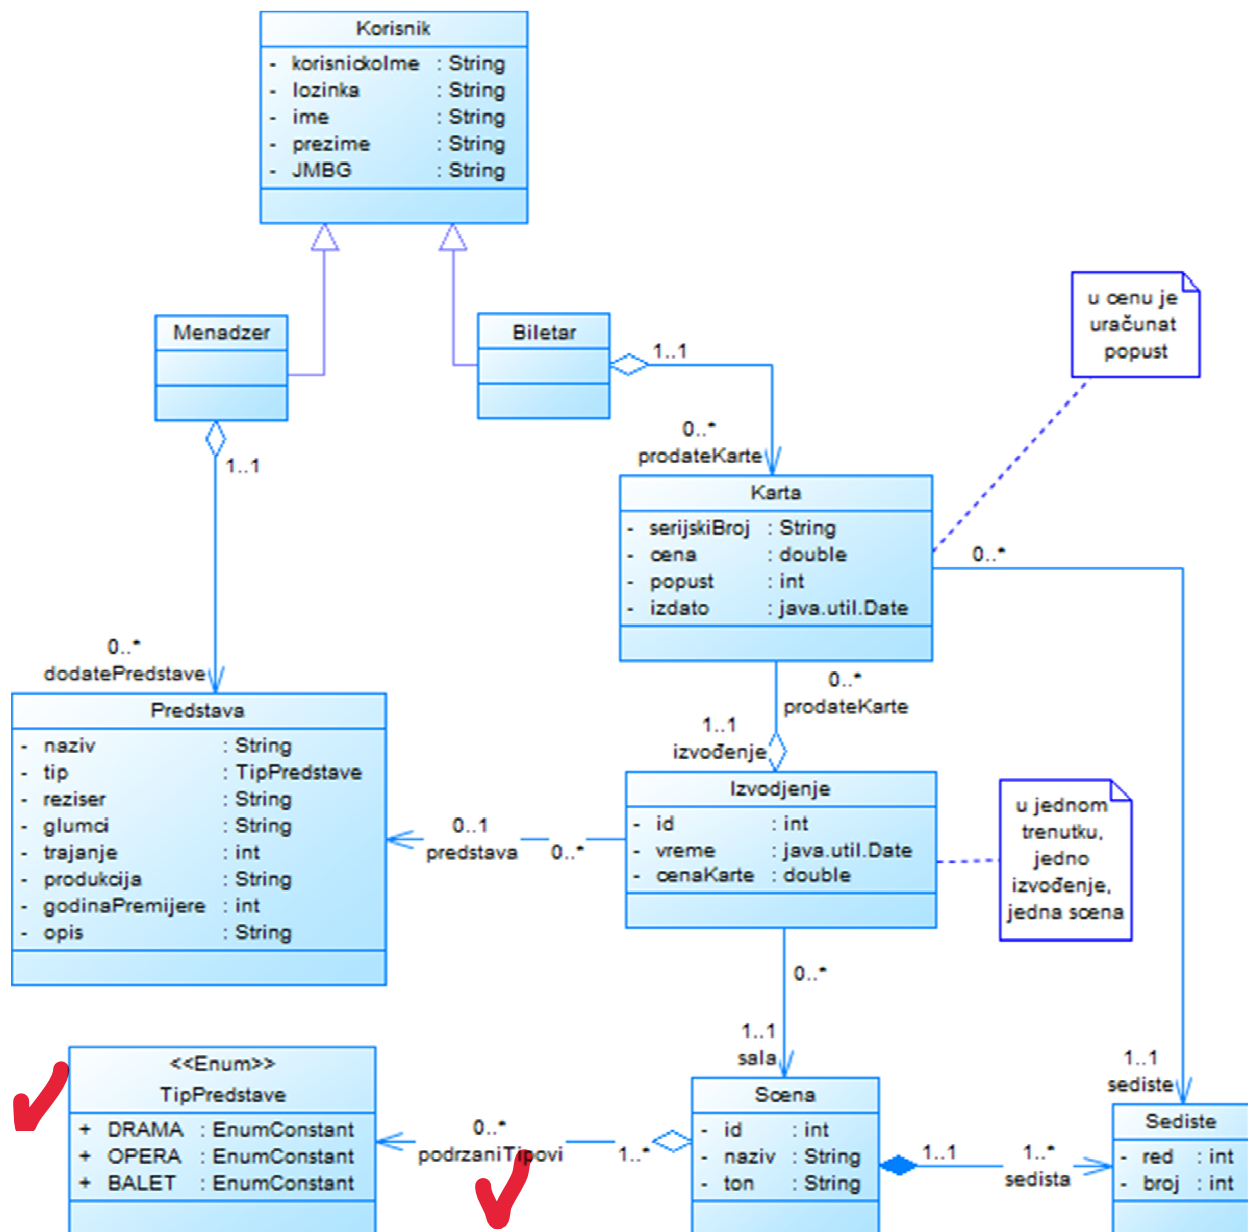 Korisnik
- korisnickoIme : String
- lozinka : String
- ime : String
- prezime : String
- JMBG : String
Menadzer
Biletar
1..1
u cenu je
uračunat
popust
1..1
0..*
prodateKarte
Karta
- serijskiBroj : String
- cena : double
- popust : int
- izdato : java.util.Date
0..*
0..*
dodatePredstave
Predstava
- naziv : String
- tip : TipPredstave
- reziser : String
- glumci : String
- trajanje : int
- produkcija : String
- godinaPremijere : int
- opis : String
0..*
prodateKarte
1..1
izvođenje
Izvodjenje
- id : int
- vreme : java.util.Date
- cenaKarte : double
0..1
predstava
0..*
u jednom
trenutku,
jedno
izvođenje,
jedna scena
0..*
1..1
sala
1..1
sediste
<<Enum>>
TipPredstave
+ DRAMA : EnumConstant
+ OPERA : EnumConstant
+ BALET : EnumConstant
0..*
podrzaniTipovi
1..*
Scena
- id : int
- naziv : String
- ton : String
1..1
1..*
sedista
Sediste
- red : int
- broj : int